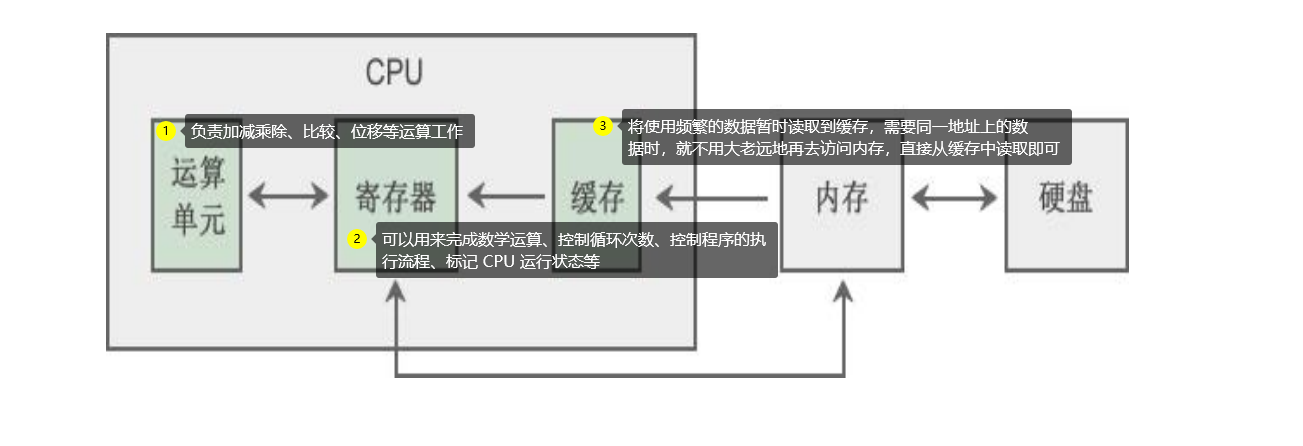 CPU
1 负责加减乘除、比较、位移等运算工作
3 将使用频繁的数据暂时读取到缓存，需要同一地址上的数
据时，就不用大老远地再去访问内存，直接从缓存中读取即可
运算
单元
寄存器
缓存
内存
硬盘
2 可以用来完成数学运算、控制循环次数、控制程序的执
行流程、标记 CPU 运行状态等